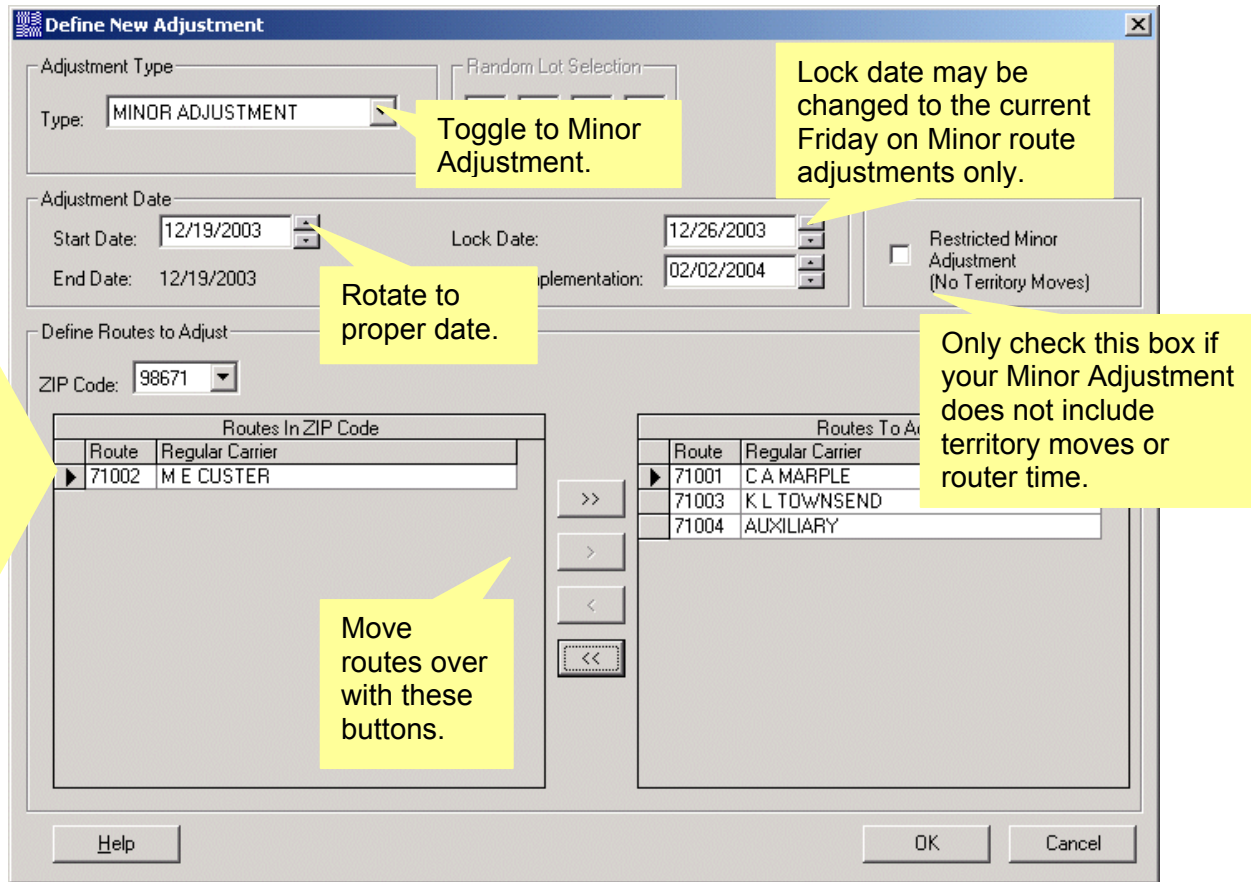 Define New Adjustment
Adjustment Type
Type: MINOR ADJUSTMENT
Random Lot Selection
Toggle to Minor
Adjustment.
Lock date may be
changed to the current
Friday on Minor route
adjustments only.
Adjustment Date
Start Date: 12/19/2003
End Date: 12/19/2003
Lock Date: 12/26/2003
plementation: 02/02/2004
Restricted Minor
Adjustment
(No Territory Moves)
Rotate to
proper date.
Only check this box if
your Minor Adjustment
does not include
territory moves or
router time.
Define Routes to Adjust
ZIP Code: 98671
Routes In ZIP Code
Route Regular Carrier
71002 M E CUSTER
>>
>
<
<<
Routes To A
Route Regular Carrier
71001 C A MARPLE
71003 K L TOWNSEND
71004 AUXILIARY
Move
routes over
with these
buttons.
Help
OK
Cancel